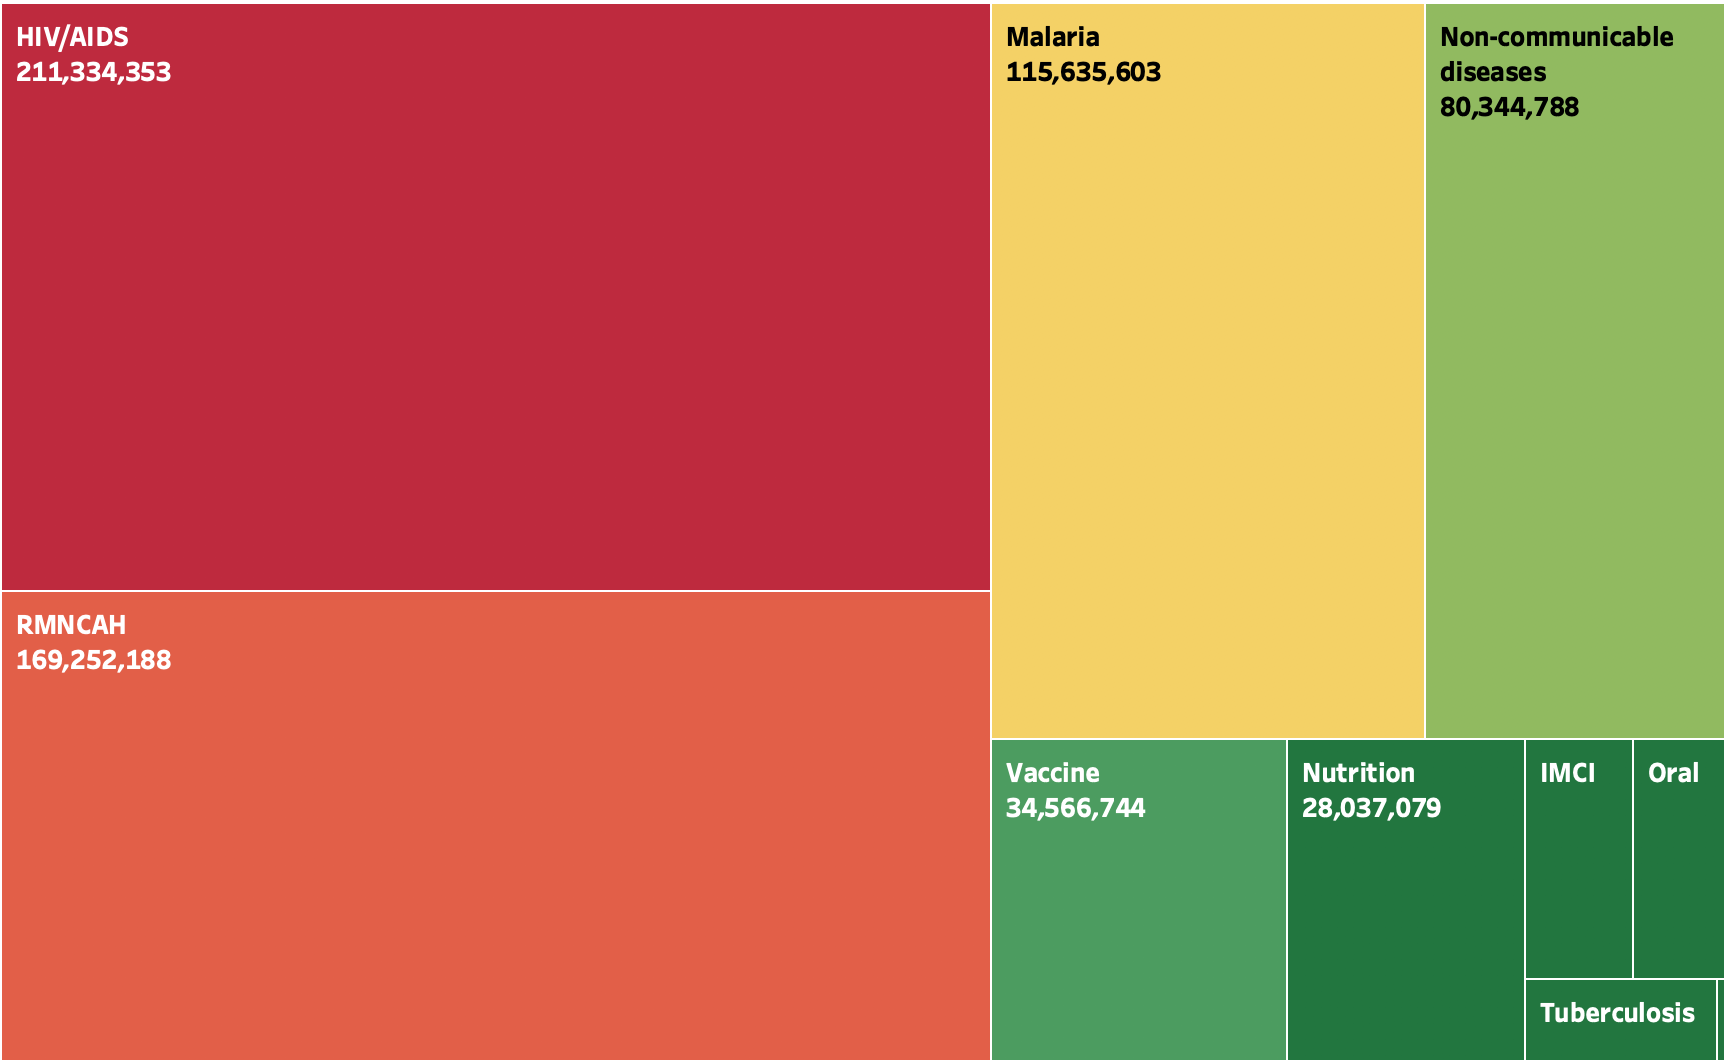 HIV/AIDS
211,334,353
RMNCAH
169,252,188
Malaria
115,635,603
Non-communicable
diseases
80,344,788
Vaccine
34,566,744
Nutrition
28,037,079
IMCI
Oral
Tuberculosis